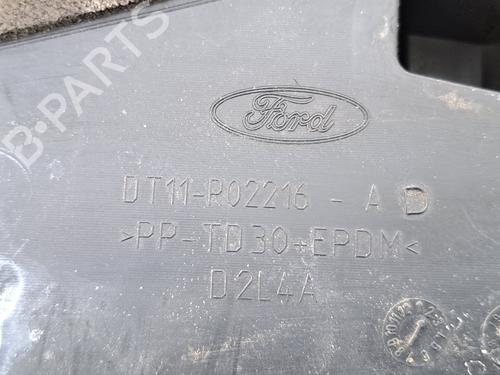 B-PARTS
Ford
DT11-R02216 - A D
>PP-TD30+EPDM<
D2L4A